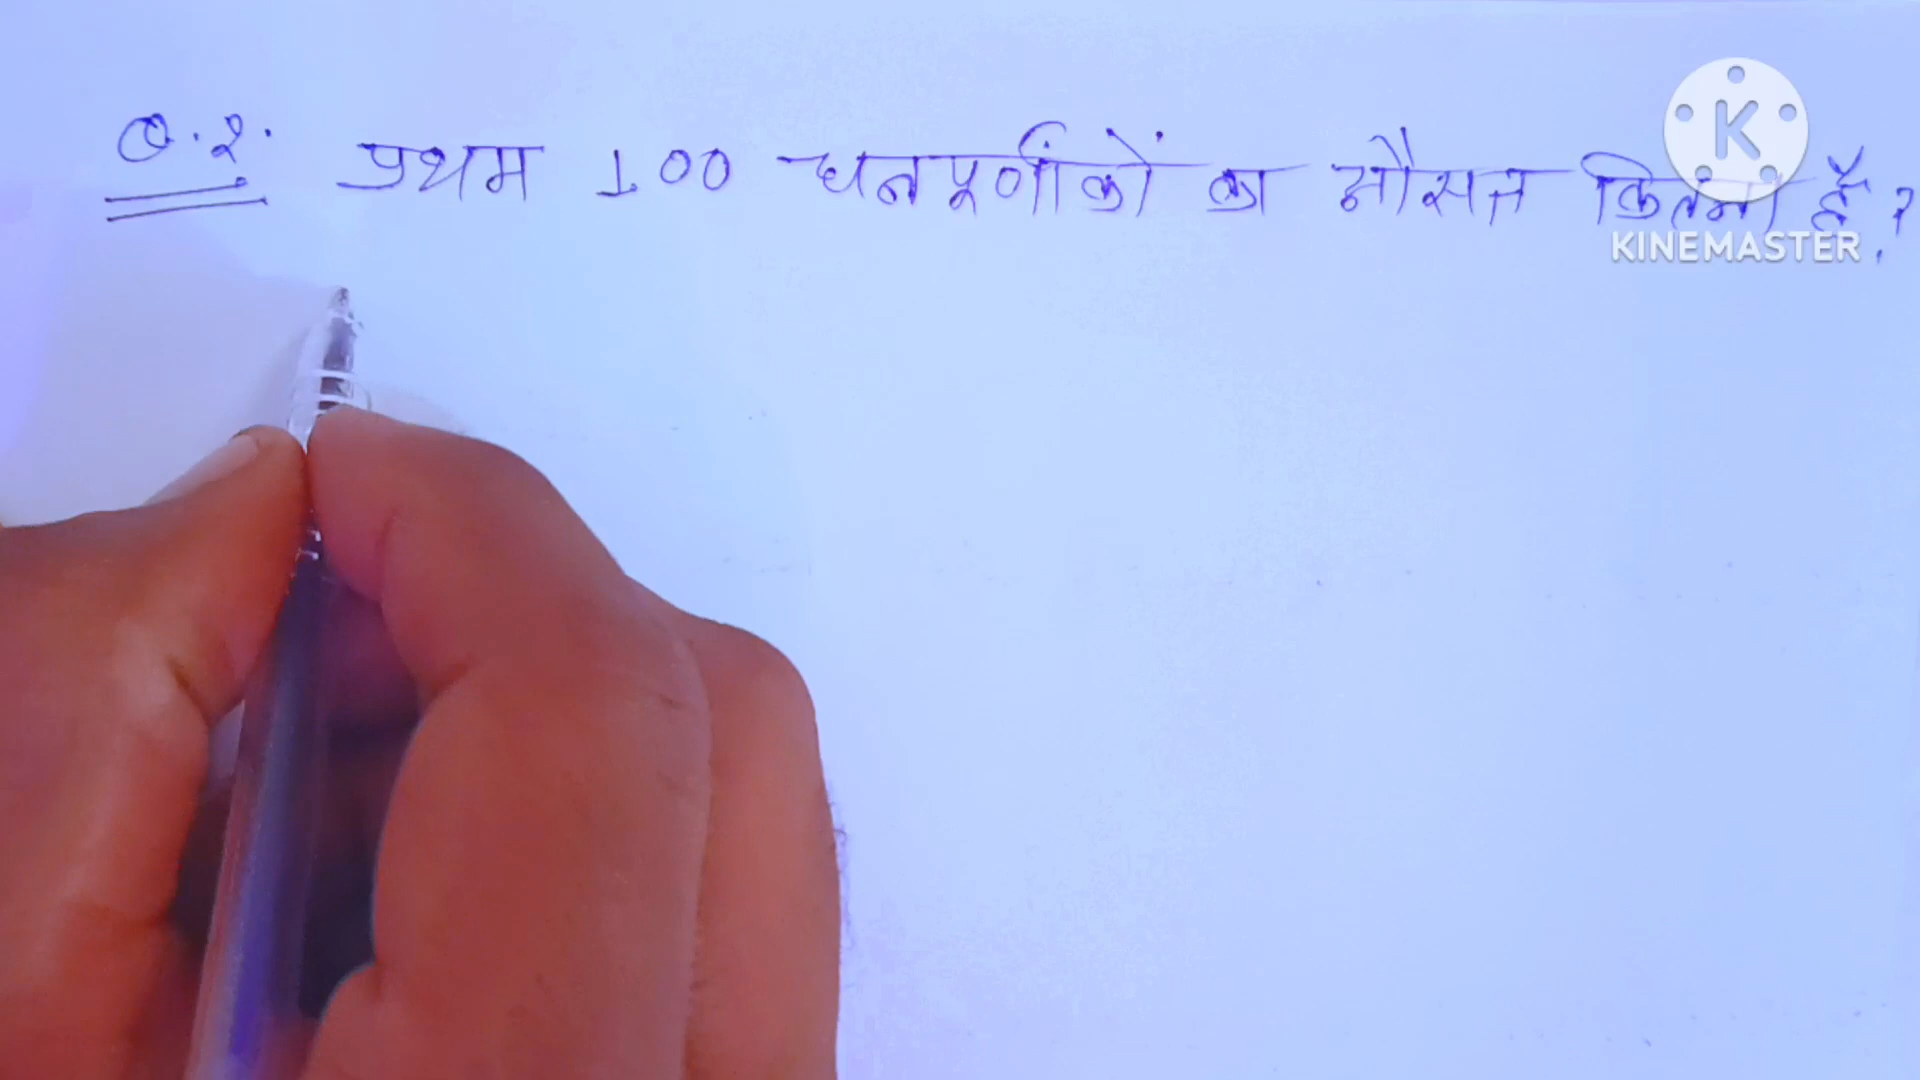 Q.2. प्रथम 100 धनपूर्णांकों का औसत कितना है?
K
KINEMASTER